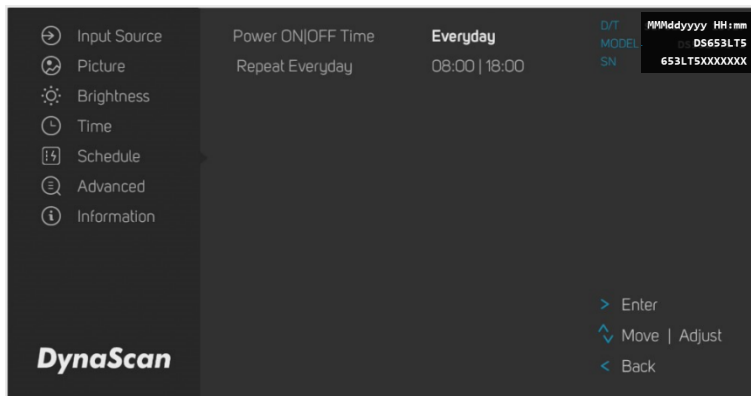 Input Source
Picture
Brightness
Time
Schedule
Advanced
Information
DynaScan
Power ON|OFF Time Everyday
Repeat Everyday 08:00 | 18:00
D/T MMMddyyyy HH:mm
MODEL DS653LT5
SN 653LT5XXXXXXX
> Enter
Move | Adjust
< Back